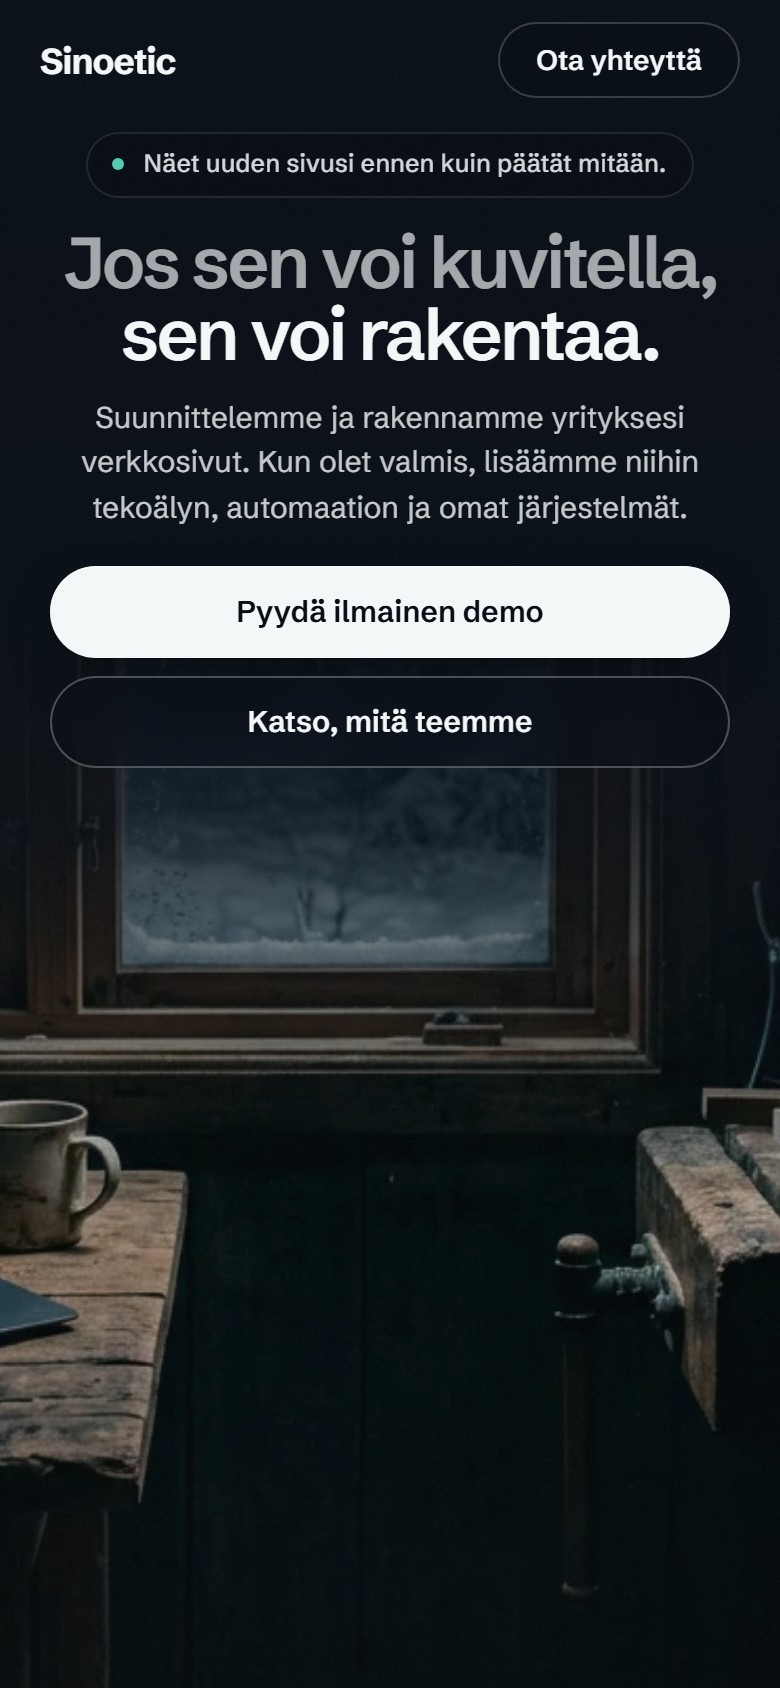 Sinoetic
Ota yhteyttä
Näet uuden sivusi ennen kuin päätät mitään.
Jos sen voi kuvitella,
sen voi rakentaa.
Suunnittelemme ja rakennamme yrityksesi
verkkosivut. Kun olet valmis, lisäämme niihin
tekoälyn, automaation ja omat järjestelmät.
Pyydä ilmainen demo
Katso, mitä teemme